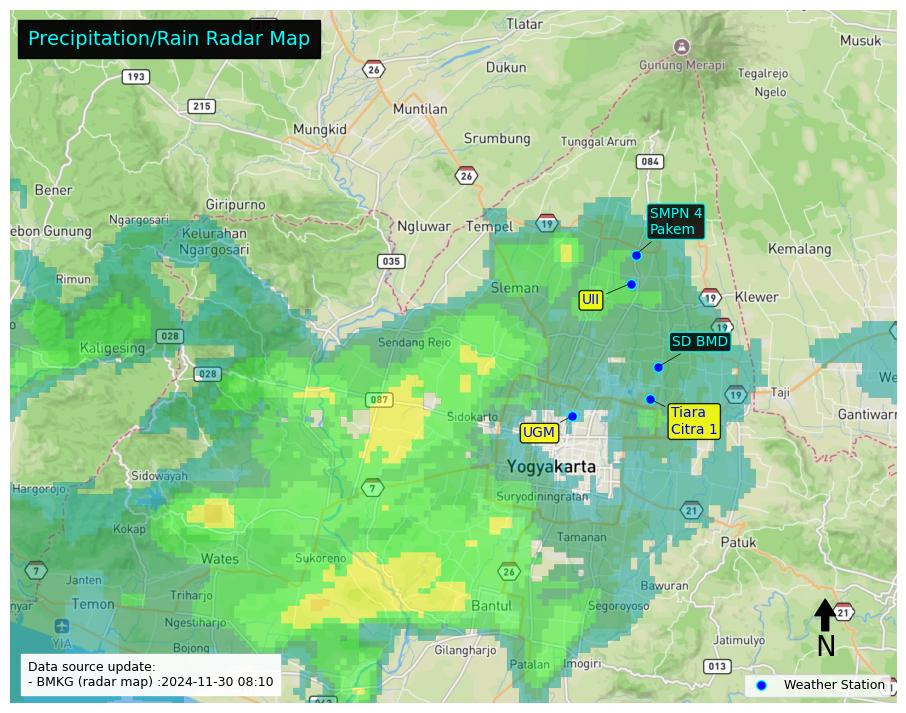 Precipitation/Rain Radar Map
Tlatar
Musuk
26
193
Dukun
Gunung Merapi
Tegalrejo
Ngelo
215
Muntilan
Mungkid
Srumbung
Tunggal Arum
084
26
Bener
Giripurno
Ngargosari
SMPN 4
Pakem
ebon Gunung
Kelurahan
Ngargosari
Ngluwar
Tempel
19
Kemalang
035
Rimun
Sleman
UII
19
Klewer
19
028
Kaligesing
Sendang Rejo
SD BMD
028
We
087
19
Taji
Sidokarto
Tiara
Citra 1
Gantiwarn
UGM
Yogyakarta
Sidowayah
Hargorojo
7
Suryodiningratan
21
Kokap
Tamanan
Patuk
Wates
Sukoreno
7
26
Janten
Temon
Triharjo
Bantul
Bawuran
Segoroyoso
nyar
Ngestiharjo
21
YIA
N
Bojong
Gilangharjo
Jatimulyo
Patalan
Imogiri
013
Data source update:
- BMKG (radar map) :2024-11-30 08:10
Weather Station